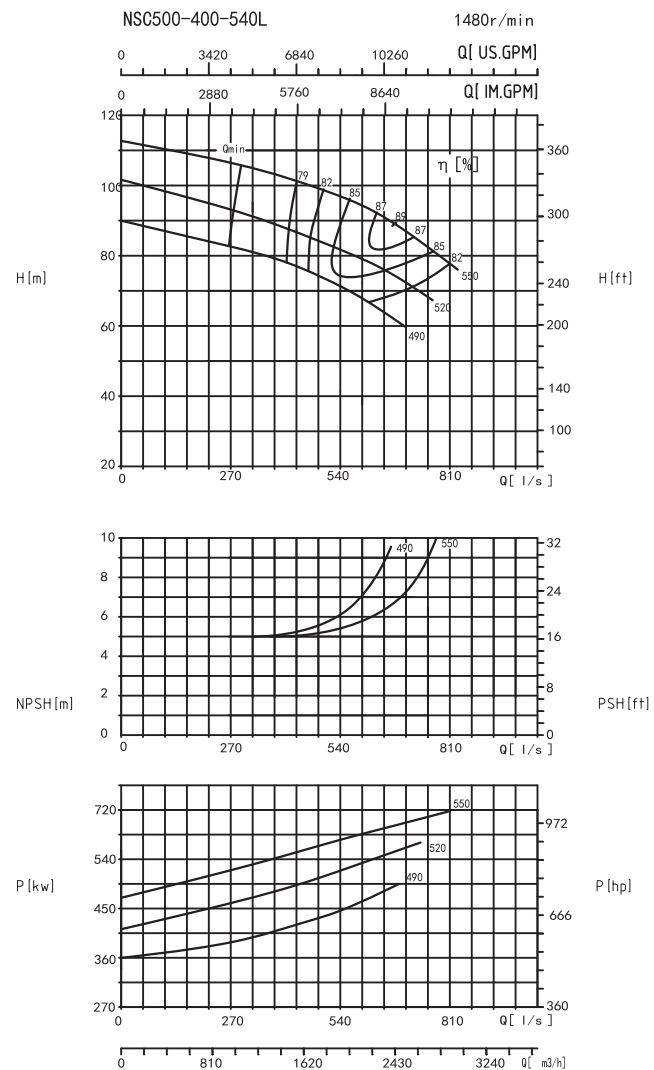 NSC500-400-540L 1480r/min
0 3420 6840 10260 Q[ US.GPM]
0 2880 5760 8640 Q[ IM.GPM]
120
360
Qmin
η [%]
79 82 85 87 89 87 85 82
100
300
80
550
H[m] H[ft]
240
520
60 200
490
40 140
100
20
0 270 540 810 Q[ l/s ]
10 32
490 550
8 24
6 16
4
NPSH[m] PSH[ft]
2 8
0 0
0 270 540 810 Q[ l/s ]
550
720 972
520
540
490
P[kw] P[hp]
450 666
360
270 360
0 270 540 810 Q[ l/s ]
0 810 1620 2430 3240 Q[ m3/h]